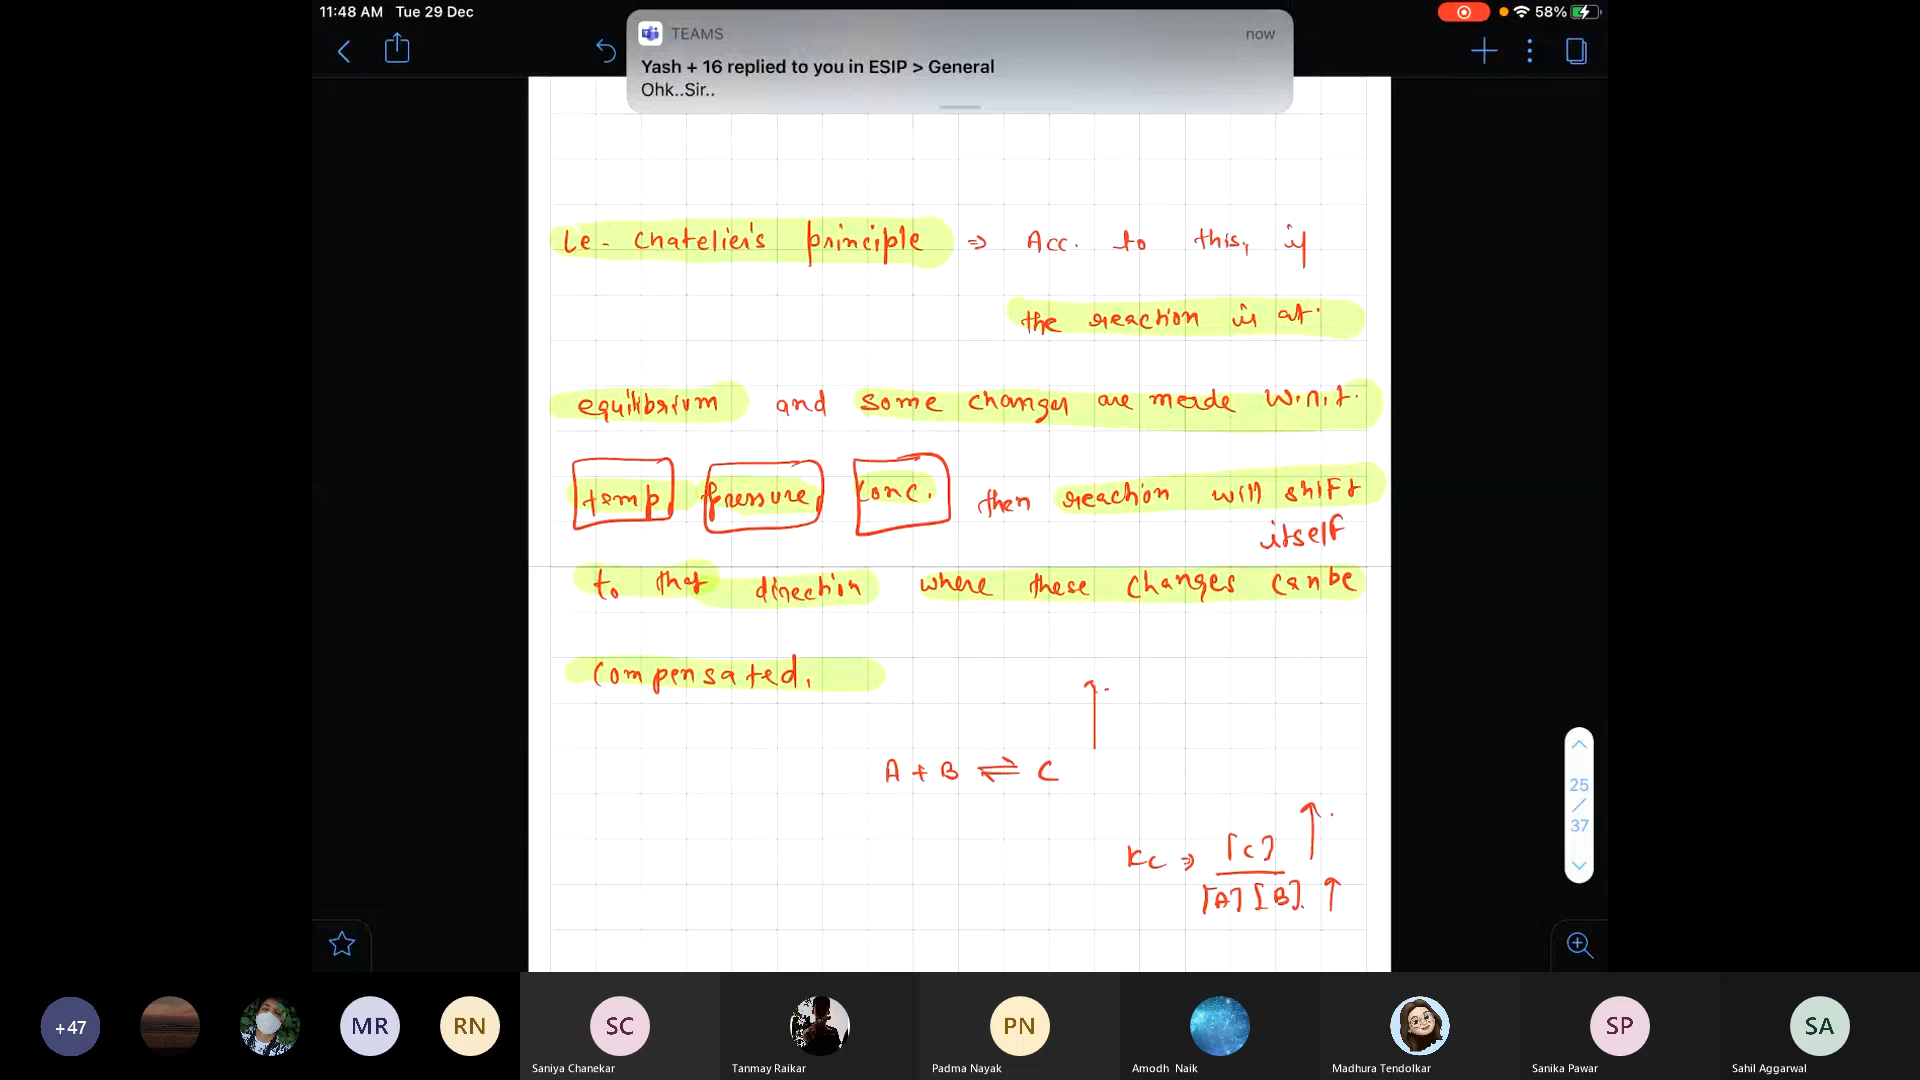 11:48 AM Tue 29 Dec
58%
TEAMS
now
Yash + 16 replied to you in ESIP > General
Ohk..Sir..
Le - Chatelier's principle ⇒ Acc. to this, if
the reaction is at
equilibrium and some changes are made w.r.t.
temp pressure conc. then reaction will shift
itself
to that direction where these changes can be
compensated.
A + B ⇌ C
Kc ⇒ [C] ↑
[A] [B]. ↑
25
/
37
+47
MR
RN
SC
PN
SP
SA
Saniya Chanekar
Tanmay Raikar
Padma Nayak
Amodh Naik
Madhura Tendolkar
Sanika Pawar
Sahil Aggarwal